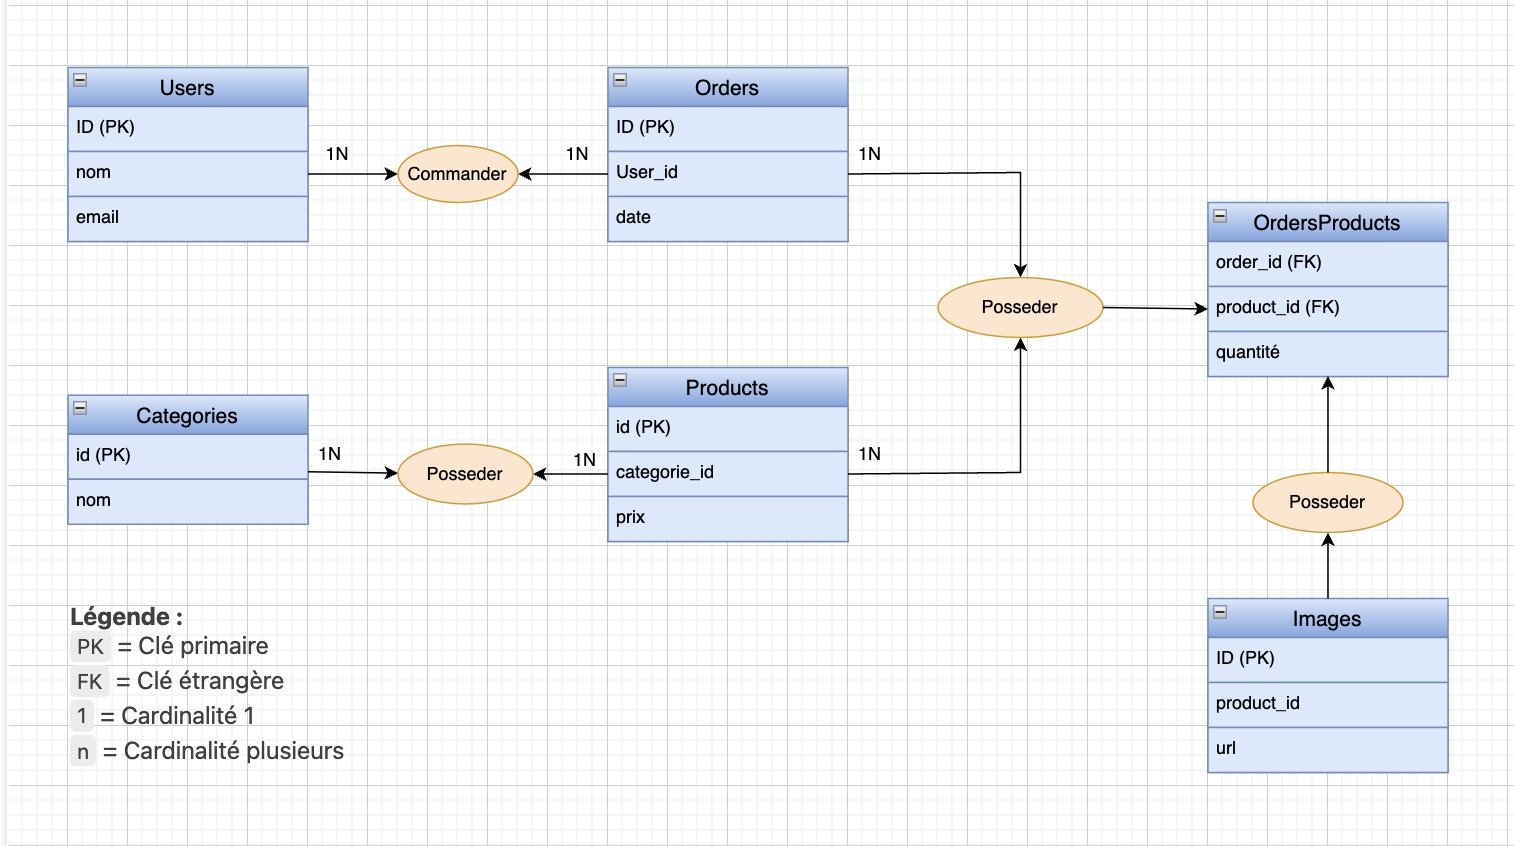 Users
ID (PK)
nom
email
1N
Commander
1N
Orders
ID (PK)
User_id
date
1N
Posseder
OrdersProducts
order_id (FK)
product_id (FK)
quantité
Categories
id (PK)
nom
1N
Posseder
1N
Products
id (PK)
categorie_id
prix
1N
Posseder
Images
ID (PK)
product_id
url
Légende :
PK = Clé primaire
FK = Clé étrangère
1 = Cardinalité 1
n = Cardinalité plusieurs